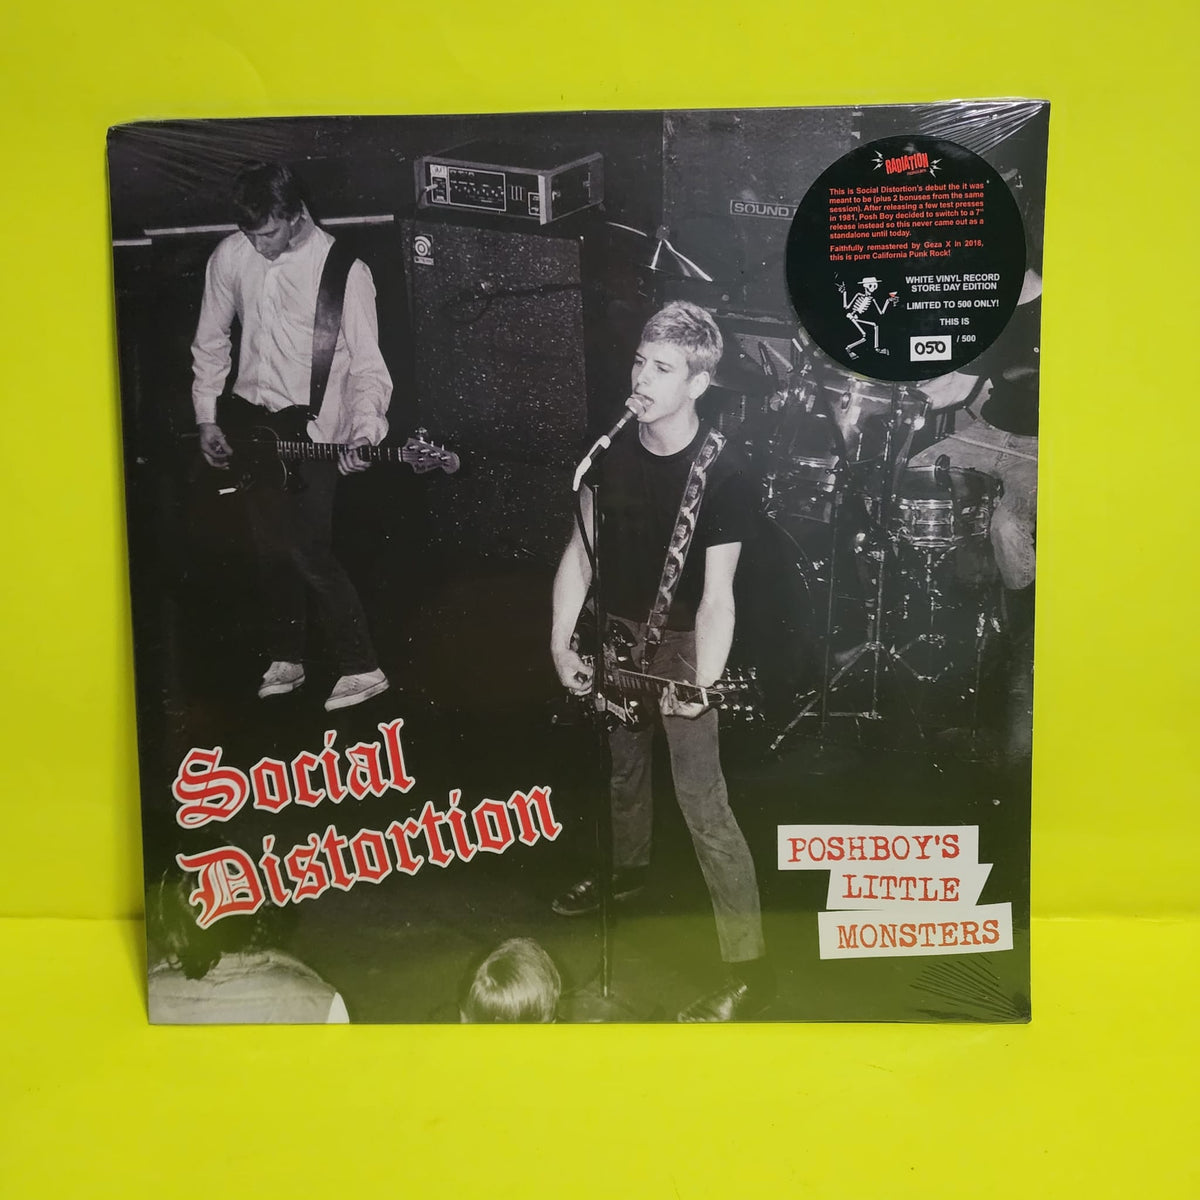 RADIATION
This is Social Distortion's debut the it was
meant to be (plus 2 bonuses from the same
session). After releasing a few test presses
in 1981, Posh Boy decided to switch to a 7"
release instead so this never came out as a
standalone until today.
Faithfully remastered by Geza X in 2018,
this is pure California Punk Rock!
WHITE VINYL RECORD
STORE DAY EDITION
LIMITED TO 500 ONLY!
THIS IS
050 / 500
SOUND
Ampeg
Social
Distortion
POSHBOY'S
LITTLE
MONSTERS